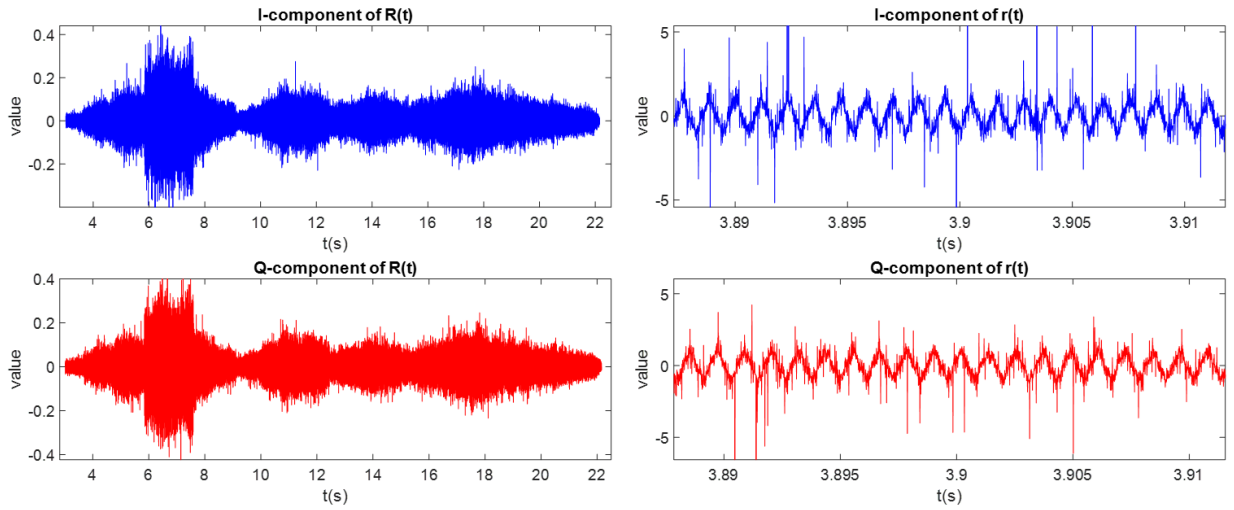 I-component of R(t)
value
0.4
0.2
0
-0.2
4 6 8 10 12 14 16 18 20 22
t(s)
I-component of r(t)
value
5
0
-5
3.89 3.895 3.9 3.905 3.91
t(s)
Q-component of R(t)
value
0.4
0.2
0
-0.2
-0.4
4 6 8 10 12 14 16 18 20 22
t(s)
Q-component of r(t)
value
5
0
-5
3.89 3.895 3.9 3.905 3.91
t(s)